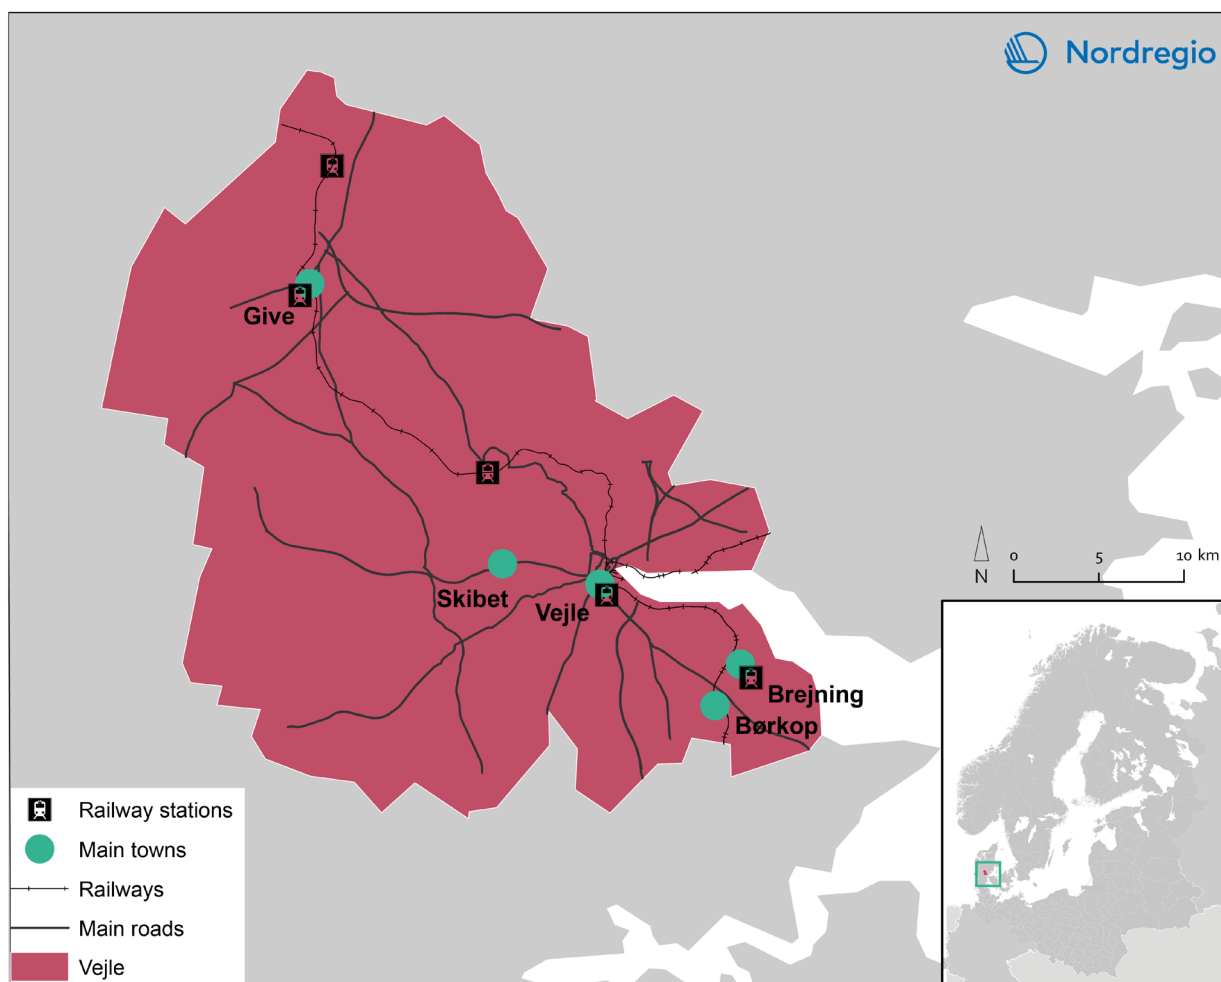 Nordregio
Give
Skibet
Vejle
Brejning
Børkop
0 5 10 km
N
Railway stations
Main towns
Railways
Main roads
Vejle